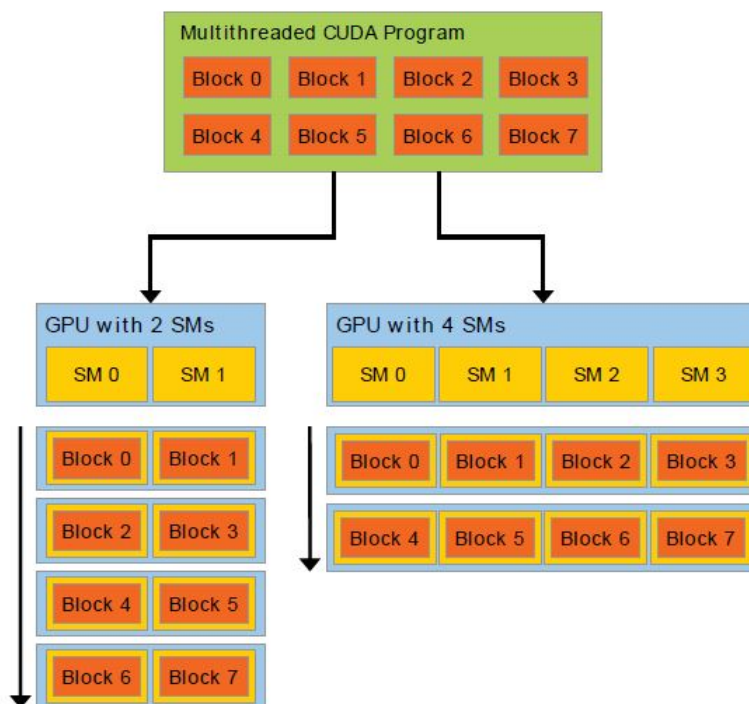 Multithreaded CUDA Program
Block 0 Block 1 Block 2 Block 3
Block 4 Block 5 Block 6 Block 7
GPU with 2 SMs
SM 0 SM 1
Block 0 Block 1
Block 2 Block 3
Block 4 Block 5
Block 6 Block 7
GPU with 4 SMs
SM 0 SM 1 SM 2 SM 3
Block 0 Block 1 Block 2 Block 3
Block 4 Block 5 Block 6 Block 7